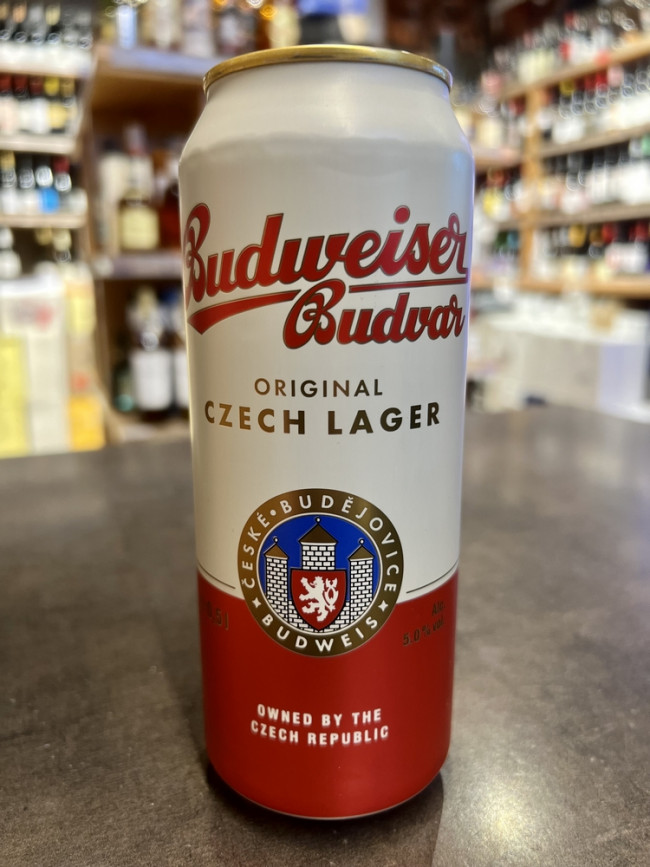 Budweiser
Budvar
ORIGINAL
CZECH LAGER
ČESKÉ • BUDĚJOVICE
BUDWEIS
5,0 % vol.
OWNED BY THE
CZECH REPUBLIC